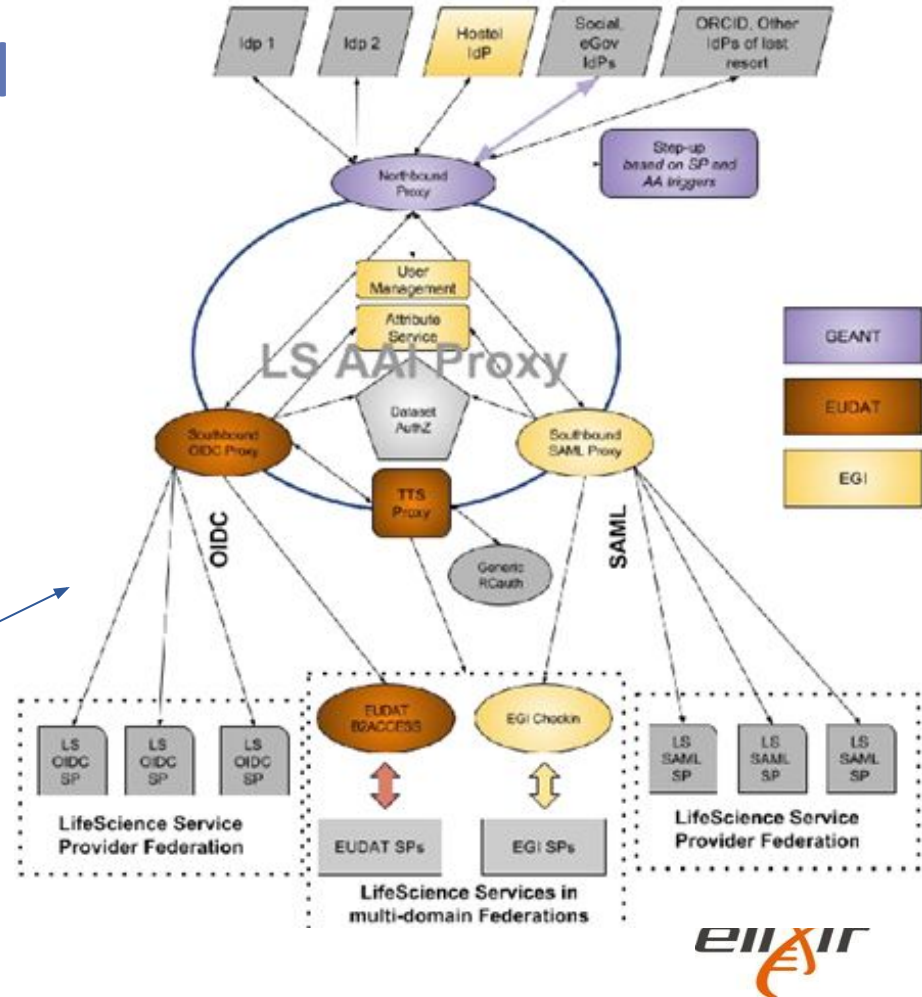 Idp 1
Idp 2
Hostel
IdP
Social,
eGov
IdPs
ORCID, Other
IdPs of last
resort
Northbound
Proxy
Step-up
based on SP and
AA triggers
User
Management
Attribute
Service
LS AAI Proxy
Dataset
AuthZ
Southbound
OIDC Proxy
Southbound
SAML Proxy
TTS
Proxy
Generic
RCauth
OIDC
SAML
GEANT
EUDAT
EGI
EUDAT
B2ACCESS
EGI Checkin
LS
OIDC
SP
LS
OIDC
SP
LS
OIDC
SP
LifeScience Service
Provider Federation
EUDAT SPs
EGI SPs
LifeScience Services in
multi-domain Federations
LS
SAML
SP
LS
SAML
SP
LS
SAML
SP
LifeScience Service
Provider Federation
elixir